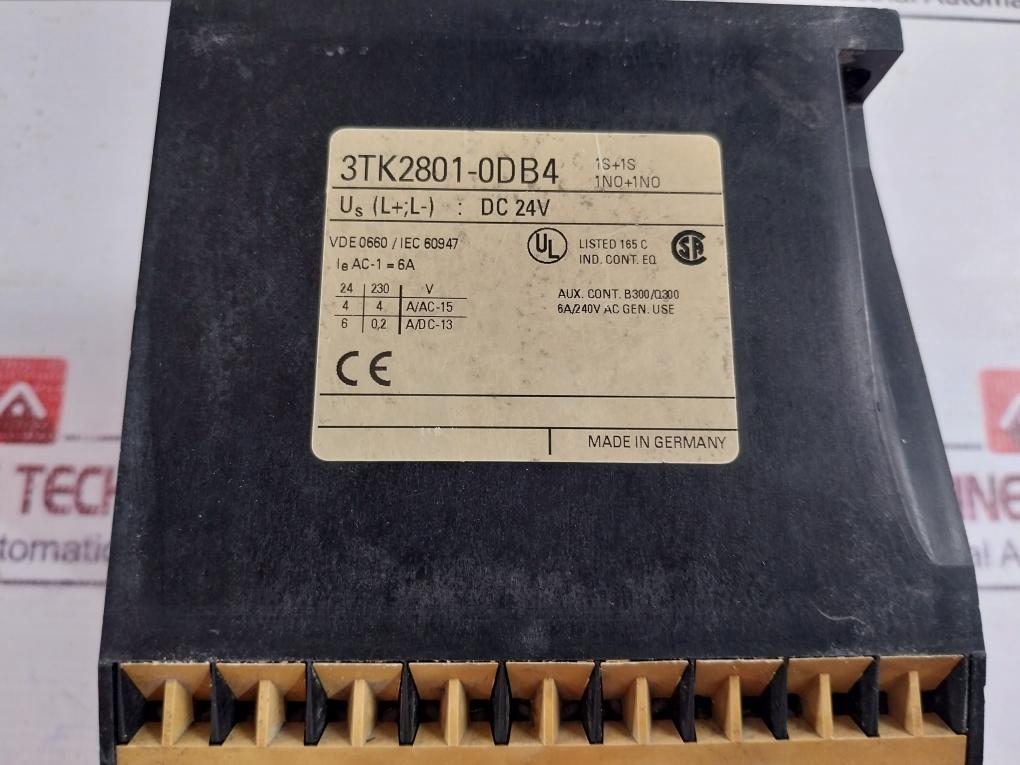 3TK2801-0DB4 1S+1S
1NO+1NO
Us (L+;L-) : DC 24V
VDE 0660 / IEC 60947
Ie AC-1 = 6A
UL LISTED 165 C
IND. CONT. EQ.
24 230 V
4 4 A/AC-15
6 0,2 A/DC-13
AUX. CONT. B300/Q300
6A/240V AC GEN. USE
CE
MADE IN GERMANY
TECH